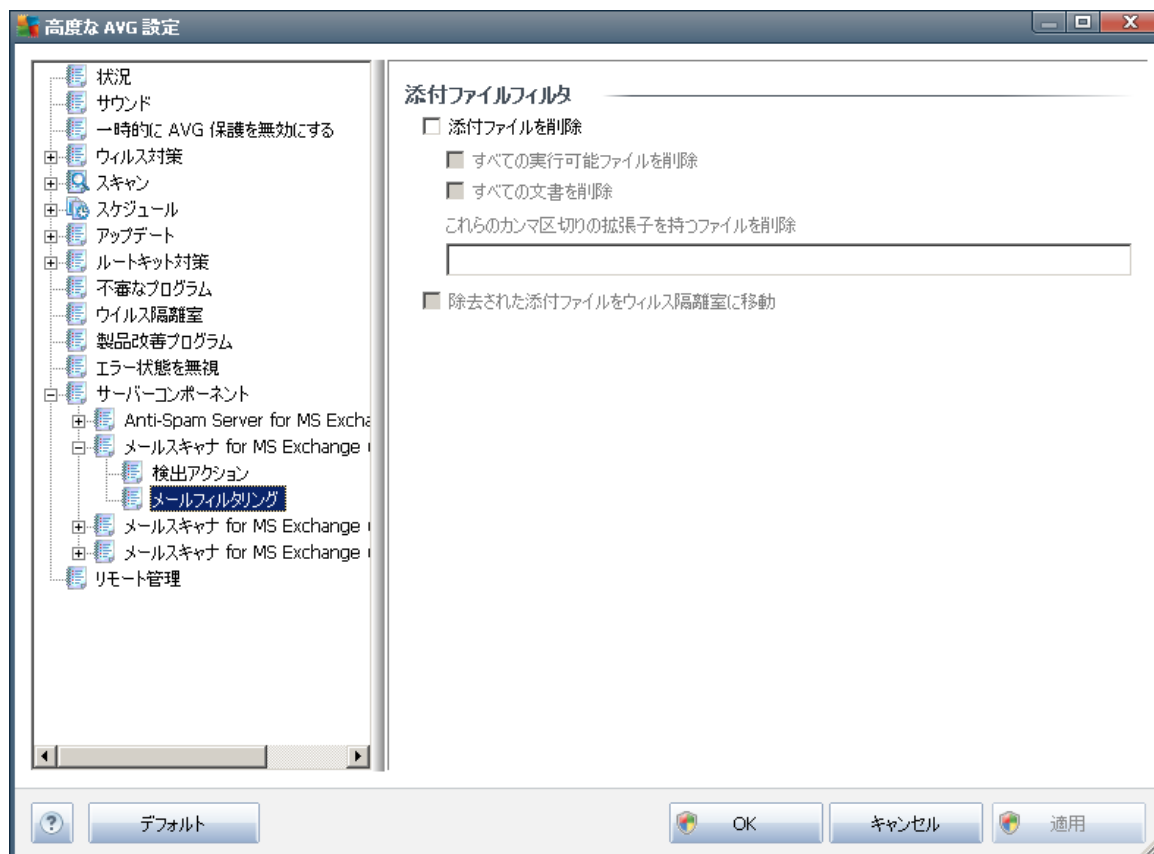 高度な AVG 設定
状況
サウンド
一時的に AVG 保護を無効にする
ウィルス対策
スキャン
スケジュール
アップデート
ルートキット対策
不審なプログラム
ウイルス隔離室
製品改善プログラム
エラー状態を無視
サーバーコンポーネント
Anti-Spam Server for MS Excha
メールスキャナ for MS Exchange
検出アクション
メールフィルタリング
メールスキャナ for MS Exchange
メールスキャナ for MS Exchange
リモート管理
添付ファイルフィルタ
添付ファイルを削除
すべての実行可能ファイルを削除
すべての文書を削除
これらのカンマ区切りの拡張子を持つファイルを削除
除去された添付ファイルをウィルス隔離室に移動
? デフォルト OK キャンセル 適用